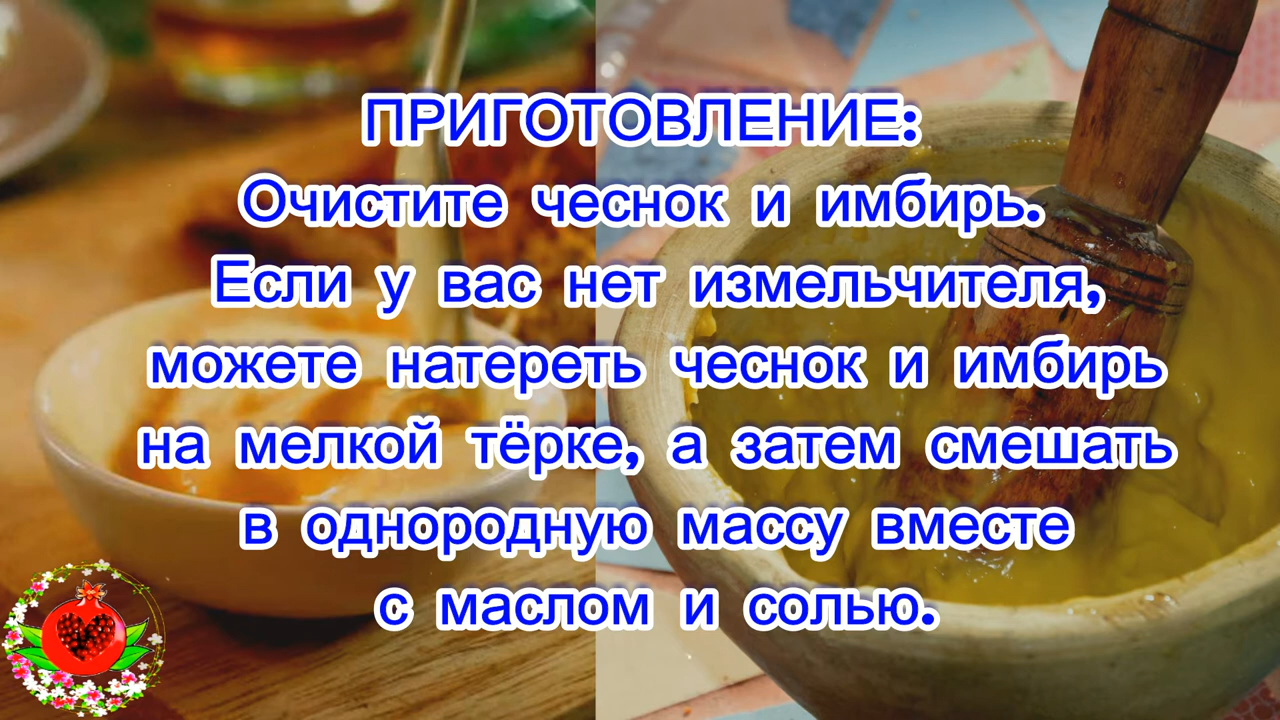 ПРИГОТОВЛЕНИЕ:
Очистите чеснок и имбирь.
Если у вас нет измельчителя,
можете натереть чеснок и имбирь
на мелкой тёрке, а затем смешать
в однородную массу вместе
с маслом и солью.